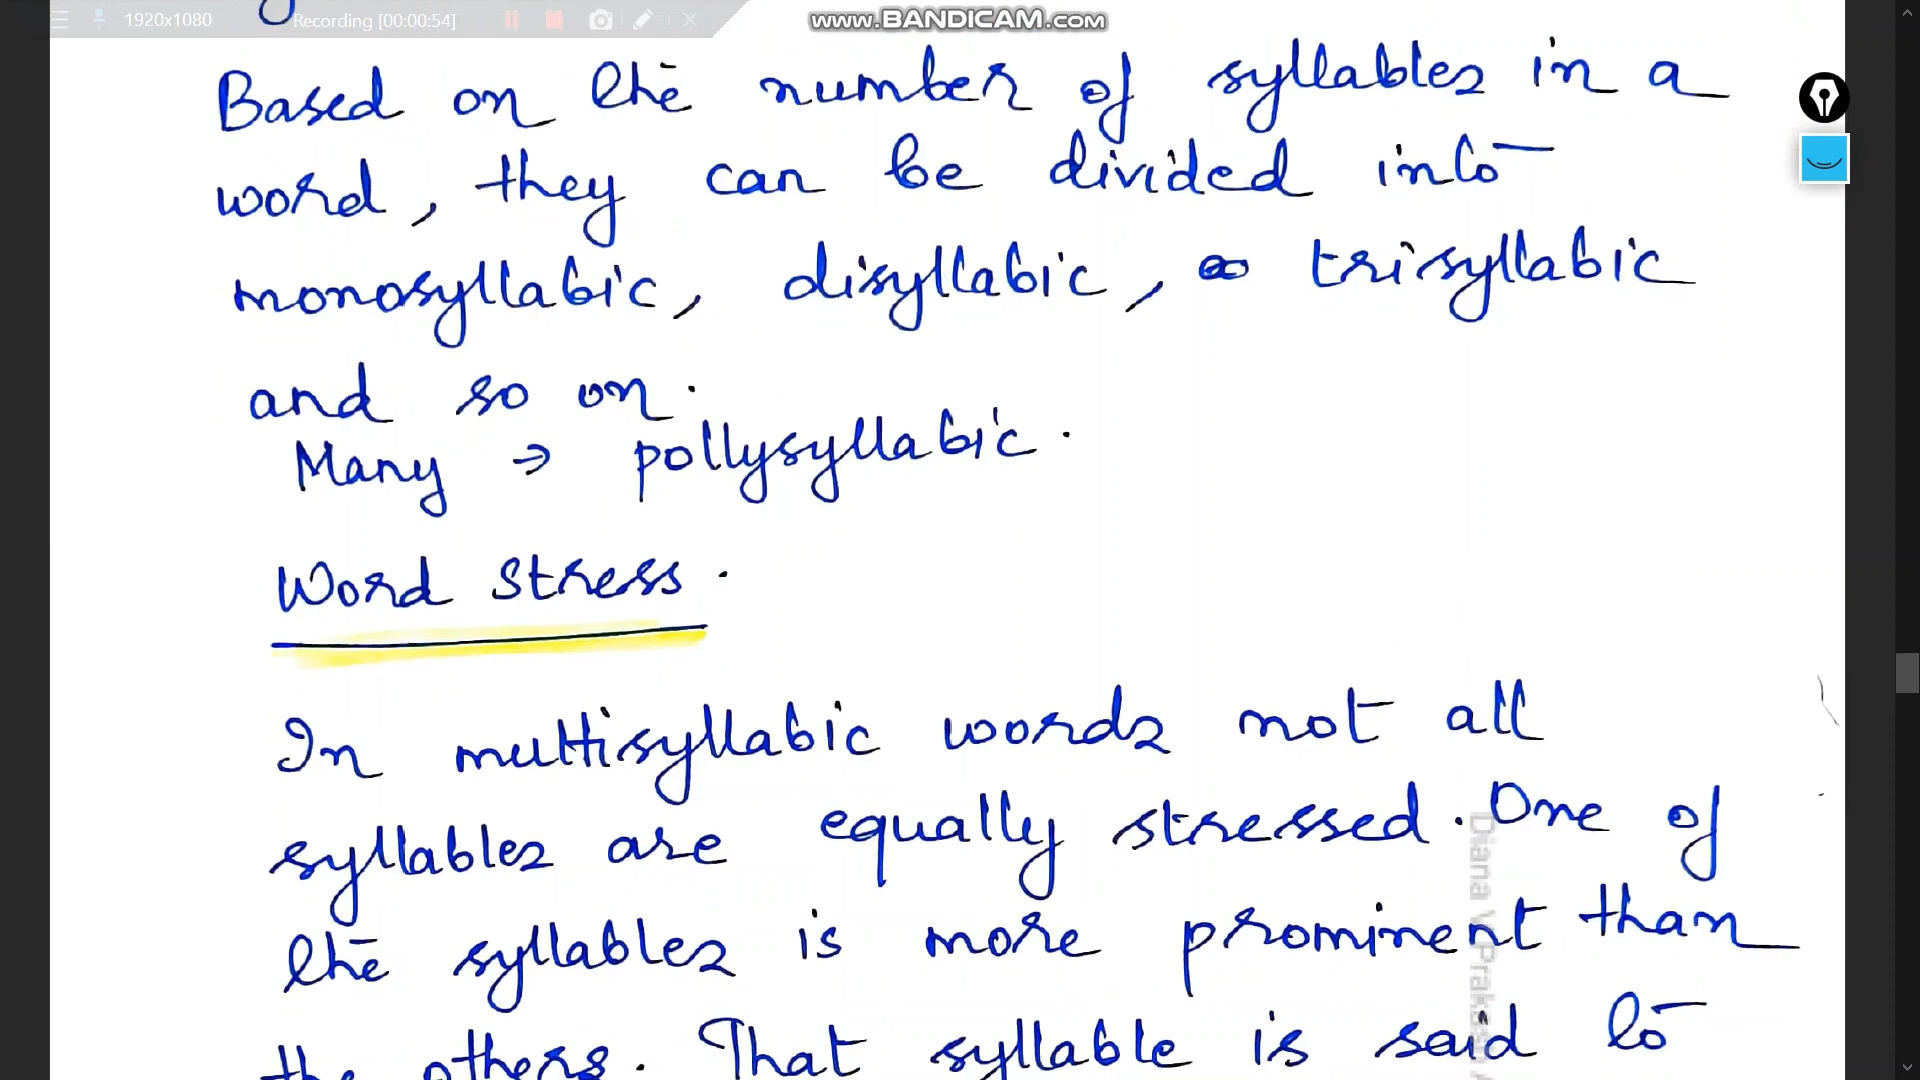 1920x1080 Recording [00:00:54] www.BANDICAM.com
Based on the number of syllables in a
word, they can be divided into
monosyllabic, disyllabic, trisyllabic
and so on.
Many → pollysyllabic.
Word Stress.
In multisyllabic words not all
syllables are equally stressed. One of
the syllables is more prominent than
the others. That syllable is said to
Diana V Prakas